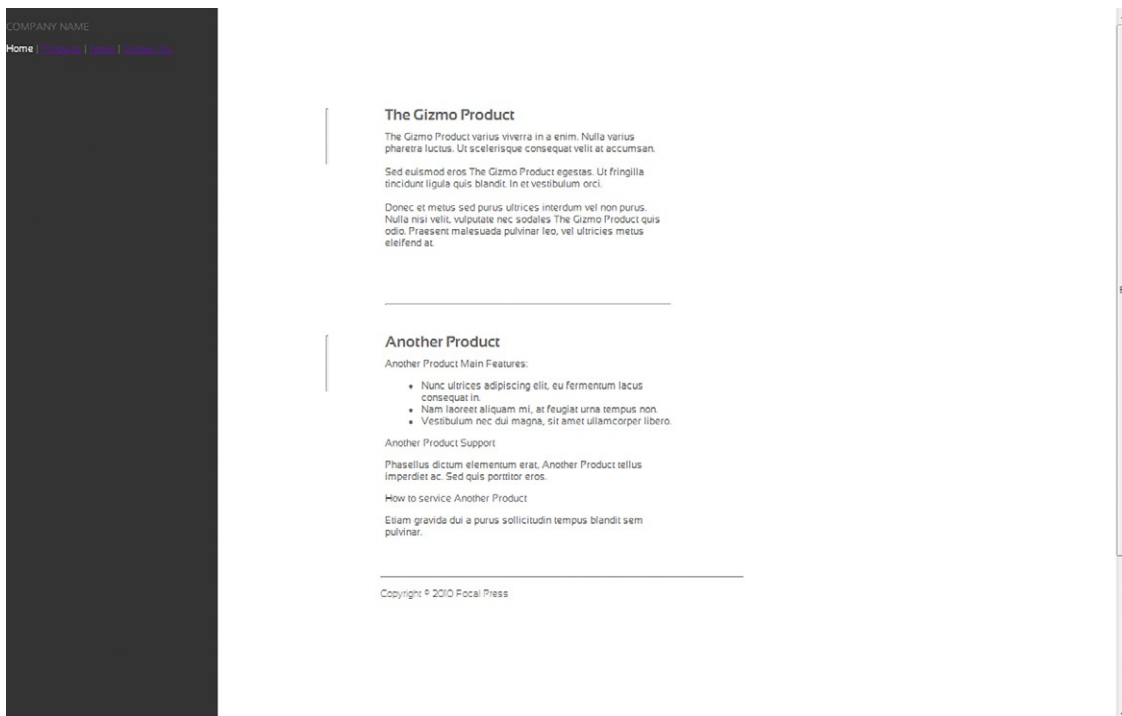 COMPANY NAME
Home | Products | | Contact Us
The Gizmo Product
The Gizmo Product varius viverra in a enim. Nulla varius
pharetra luctus. Ut scelerisque consequat velit at accumsan.
Sed euismod eros The Gizmo Product egestas. Ut fringilla
tincidunt ligula quis blandit. In et vestibulum orci.
Donec et metus sed purus ultrices interdum vel non purus.
Nulla nisi velit, vulputate nec sodales The Gizmo Product quis
odio. Praesent malesuada pulvinar leo, vel ultricies metus
eleifend at.
Another Product
Another Product Main Features:
• Nunc ultrices adipiscing elit, eu fermentum lacus
consequat in.
• Nam laoreet aliquam mi, at feugiat urna tempus non.
• Vestibulum nec dui magna, sit amet ullamcorper libero.
Another Product Support
Phasellus dictum elementum erat, Another Product tellus
imperdiet ac. Sed quis porttitor eros.
How to service Another Product
Etiam gravida dui a purus sollicitudin tempus blandit sem
pulvinar.
Copyright © 2010 Focal Press